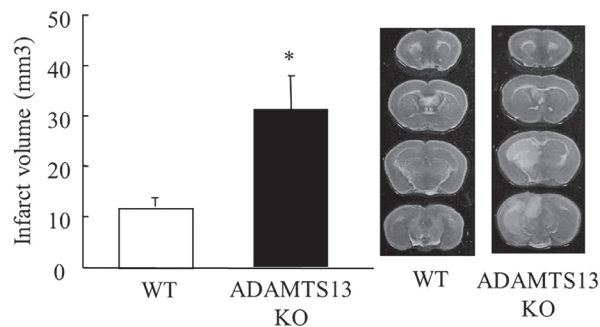 50
40
30
20
10
0
Infarct volume (mm3)
*
WT
ADAMTS13
KO
WT
ADAMTS13
KO